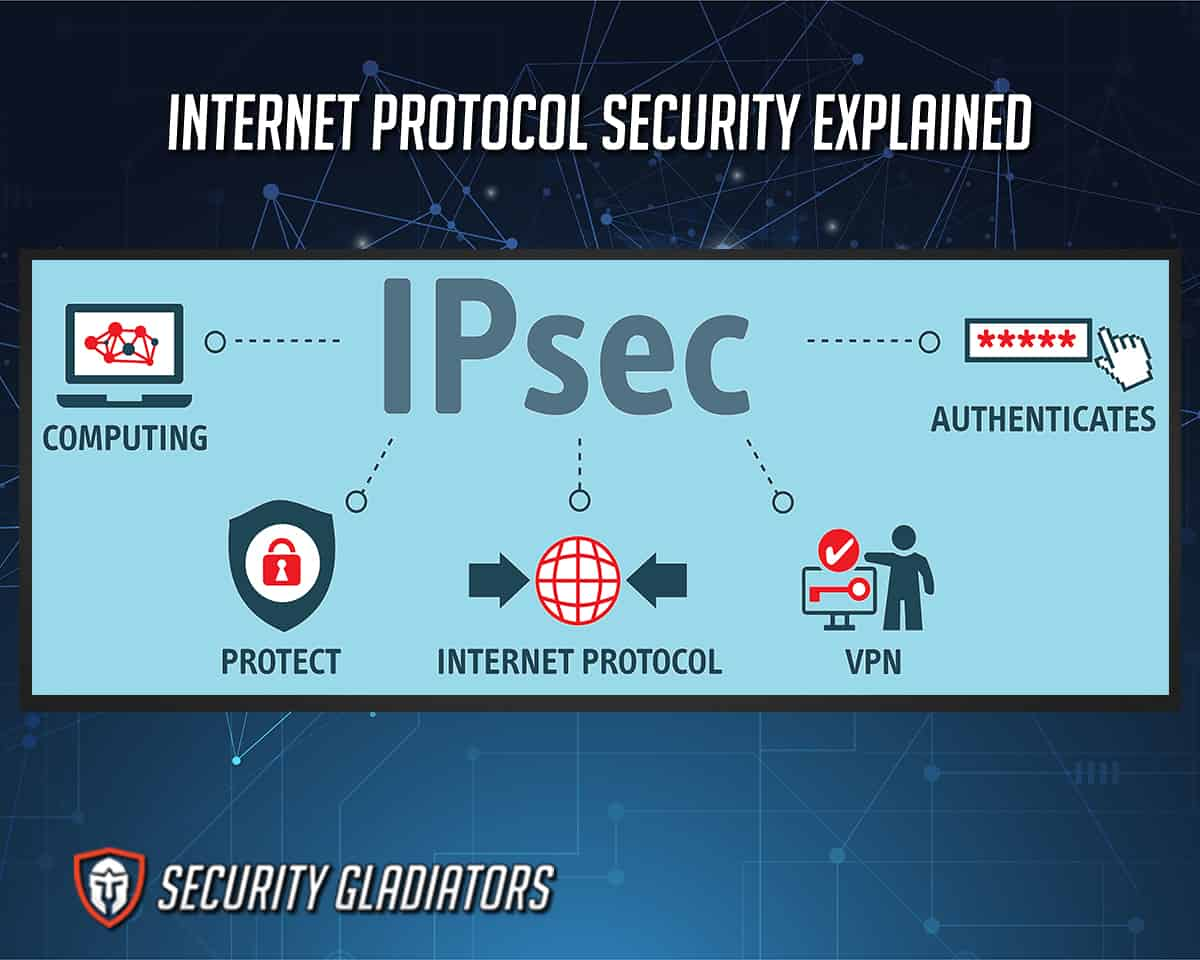 INTERNET PROTOCOL SECURITY EXPLAINED
IPsec
*****
COMPUTING
AUTHENTICATES
PROTECT
INTERNET PROTOCOL
VPN
SECURITY GLADIATORS